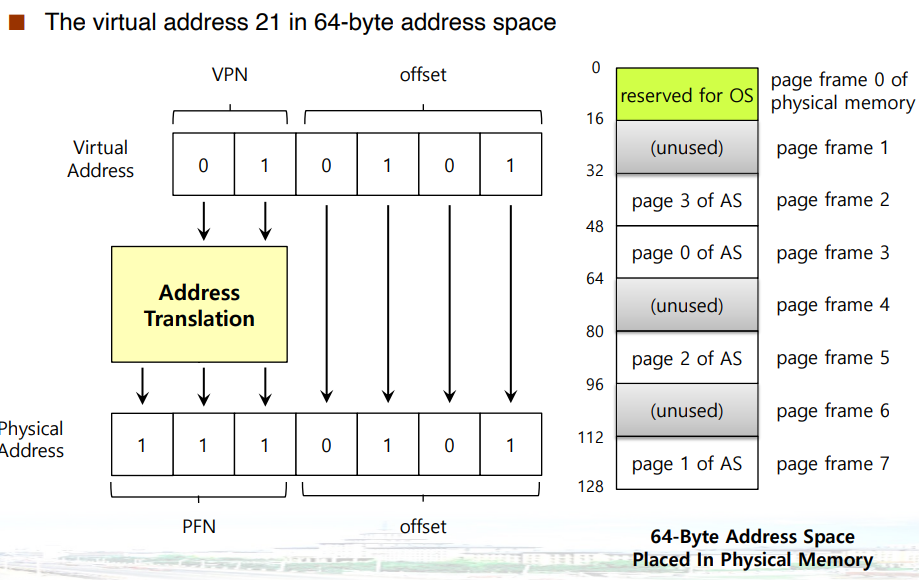 The virtual address 21 in 64-byte address space
VPN
offset
Virtual
Address
0
1
0
1
0
1
Address
Translation
Physical
Address
1
1
1
0
1
0
1
PFN
offset
0
reserved for OS
page frame 0 of
physical memory
16
(unused)
page frame 1
32
page 3 of AS
page frame 2
48
page 0 of AS
page frame 3
64
(unused)
page frame 4
80
page 2 of AS
page frame 5
96
(unused)
page frame 6
112
page 1 of AS
page frame 7
128
64-Byte Address Space
Placed In Physical Memory